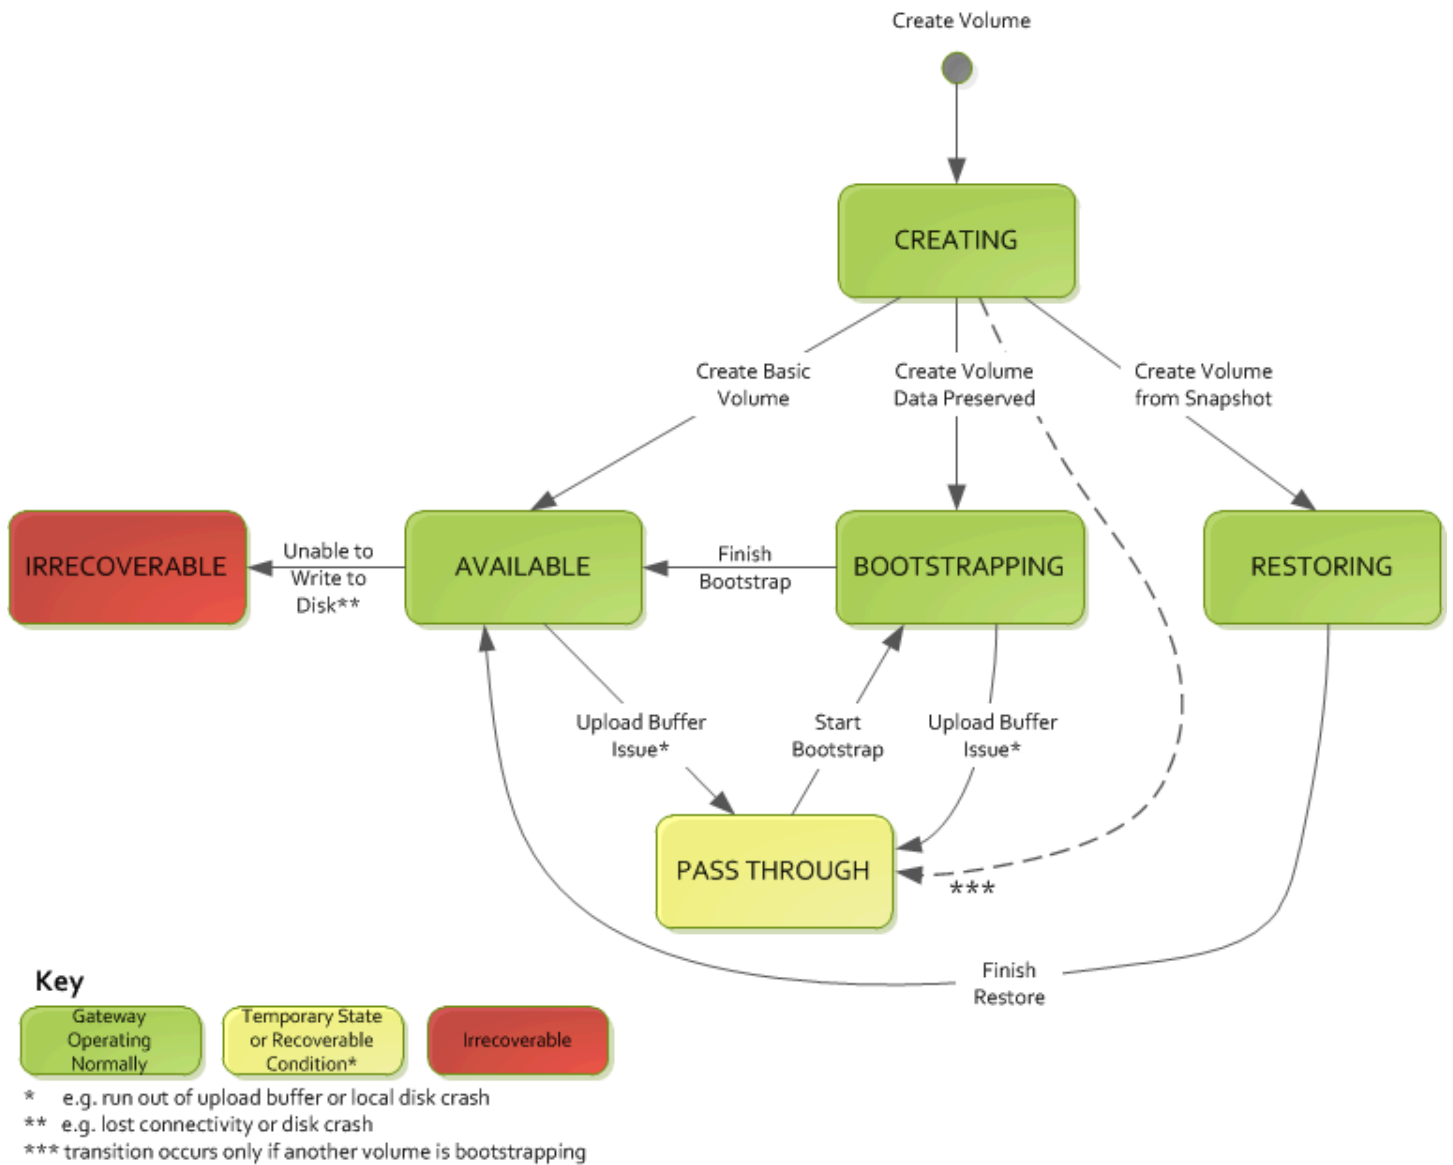 Create Volume
CREATING
Create Basic
Volume
Create Volume
Data Preserved
Create Volume
from Snapshot
IRRECOVERABLE
Unable to
Write to
Disk**
AVAILABLE
Finish
Bootstrap
BOOTSTRAPPING
RESTORING
Upload Buffer
Issue*
Start
Bootstrap
Upload Buffer
Issue*
PASS THROUGH
***
Finish
Restore
Key
Gateway
Operating
Normally
Temporary State
or Recoverable
Condition*
Irrecoverable
* e.g. run out of upload buffer or local disk crash
** e.g. lost connectivity or disk crash
*** transition occurs only if another volume is bootstrapping